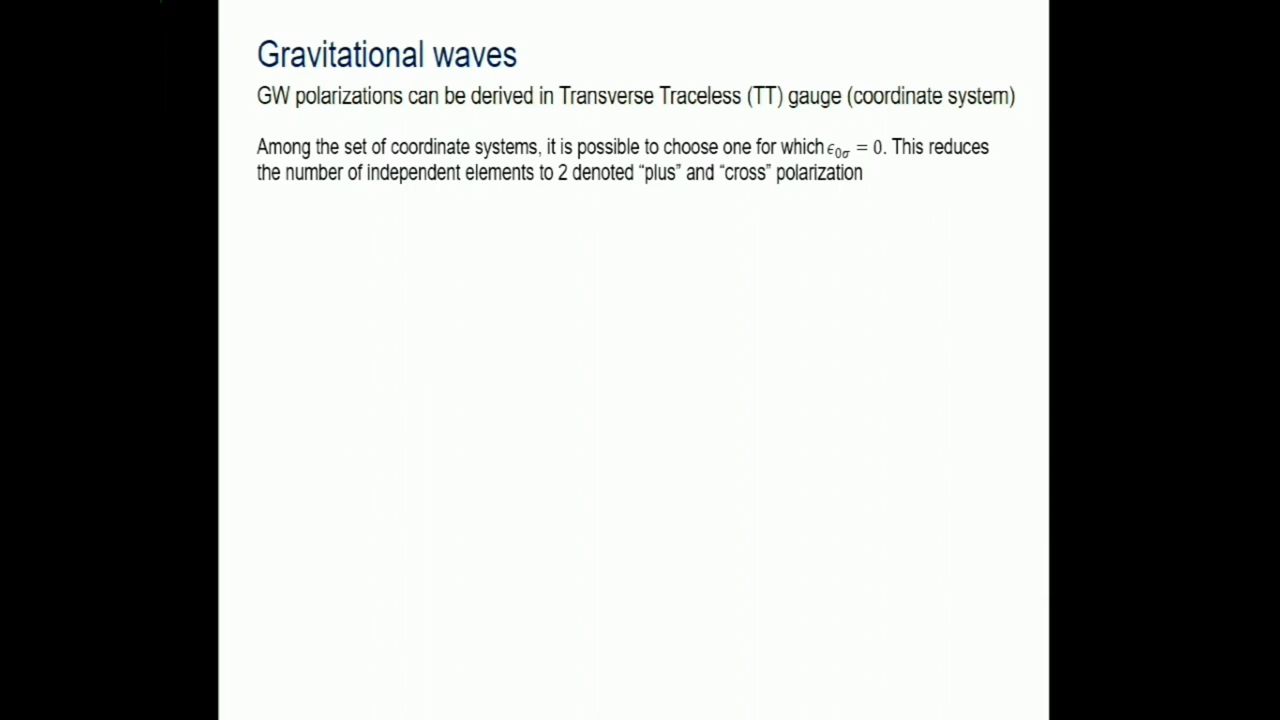 Gravitational waves
GW polarizations can be derived in Transverse Traceless (TT) gauge (coordinate system)
Among the set of coordinate systems, it is possible to choose one for which ϵ₀σ = 0. This reduces
the number of independent elements to 2 denoted “plus” and “cross” polarization